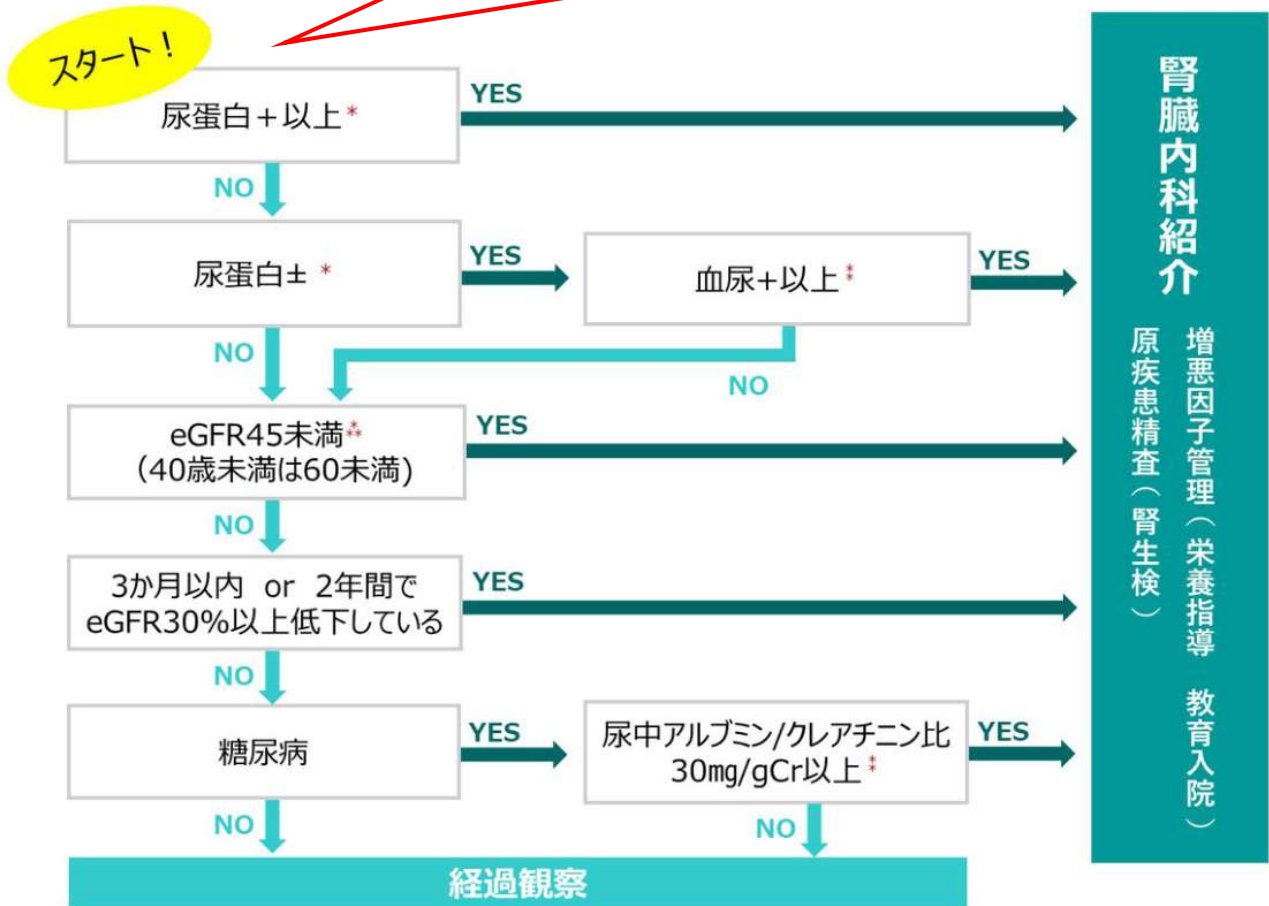 スタート！
尿蛋白＋以上*
YES
NO
尿蛋白± *
YES
血尿+以上⁑
YES
NO
NO
eGFR45未満⁂
(40歳未満は60未満)
YES
NO
3か月以内 or 2年間で
eGFR30%以上低下している
YES
NO
糖尿病
YES
尿中アルブミン/クレアチニン比
30㎎/gCr以上⁑
YES
NO
NO
経過観察
腎臓内科紹介
増悪因子管理（栄養指導 教育入院）
原疾患精査（腎生検）